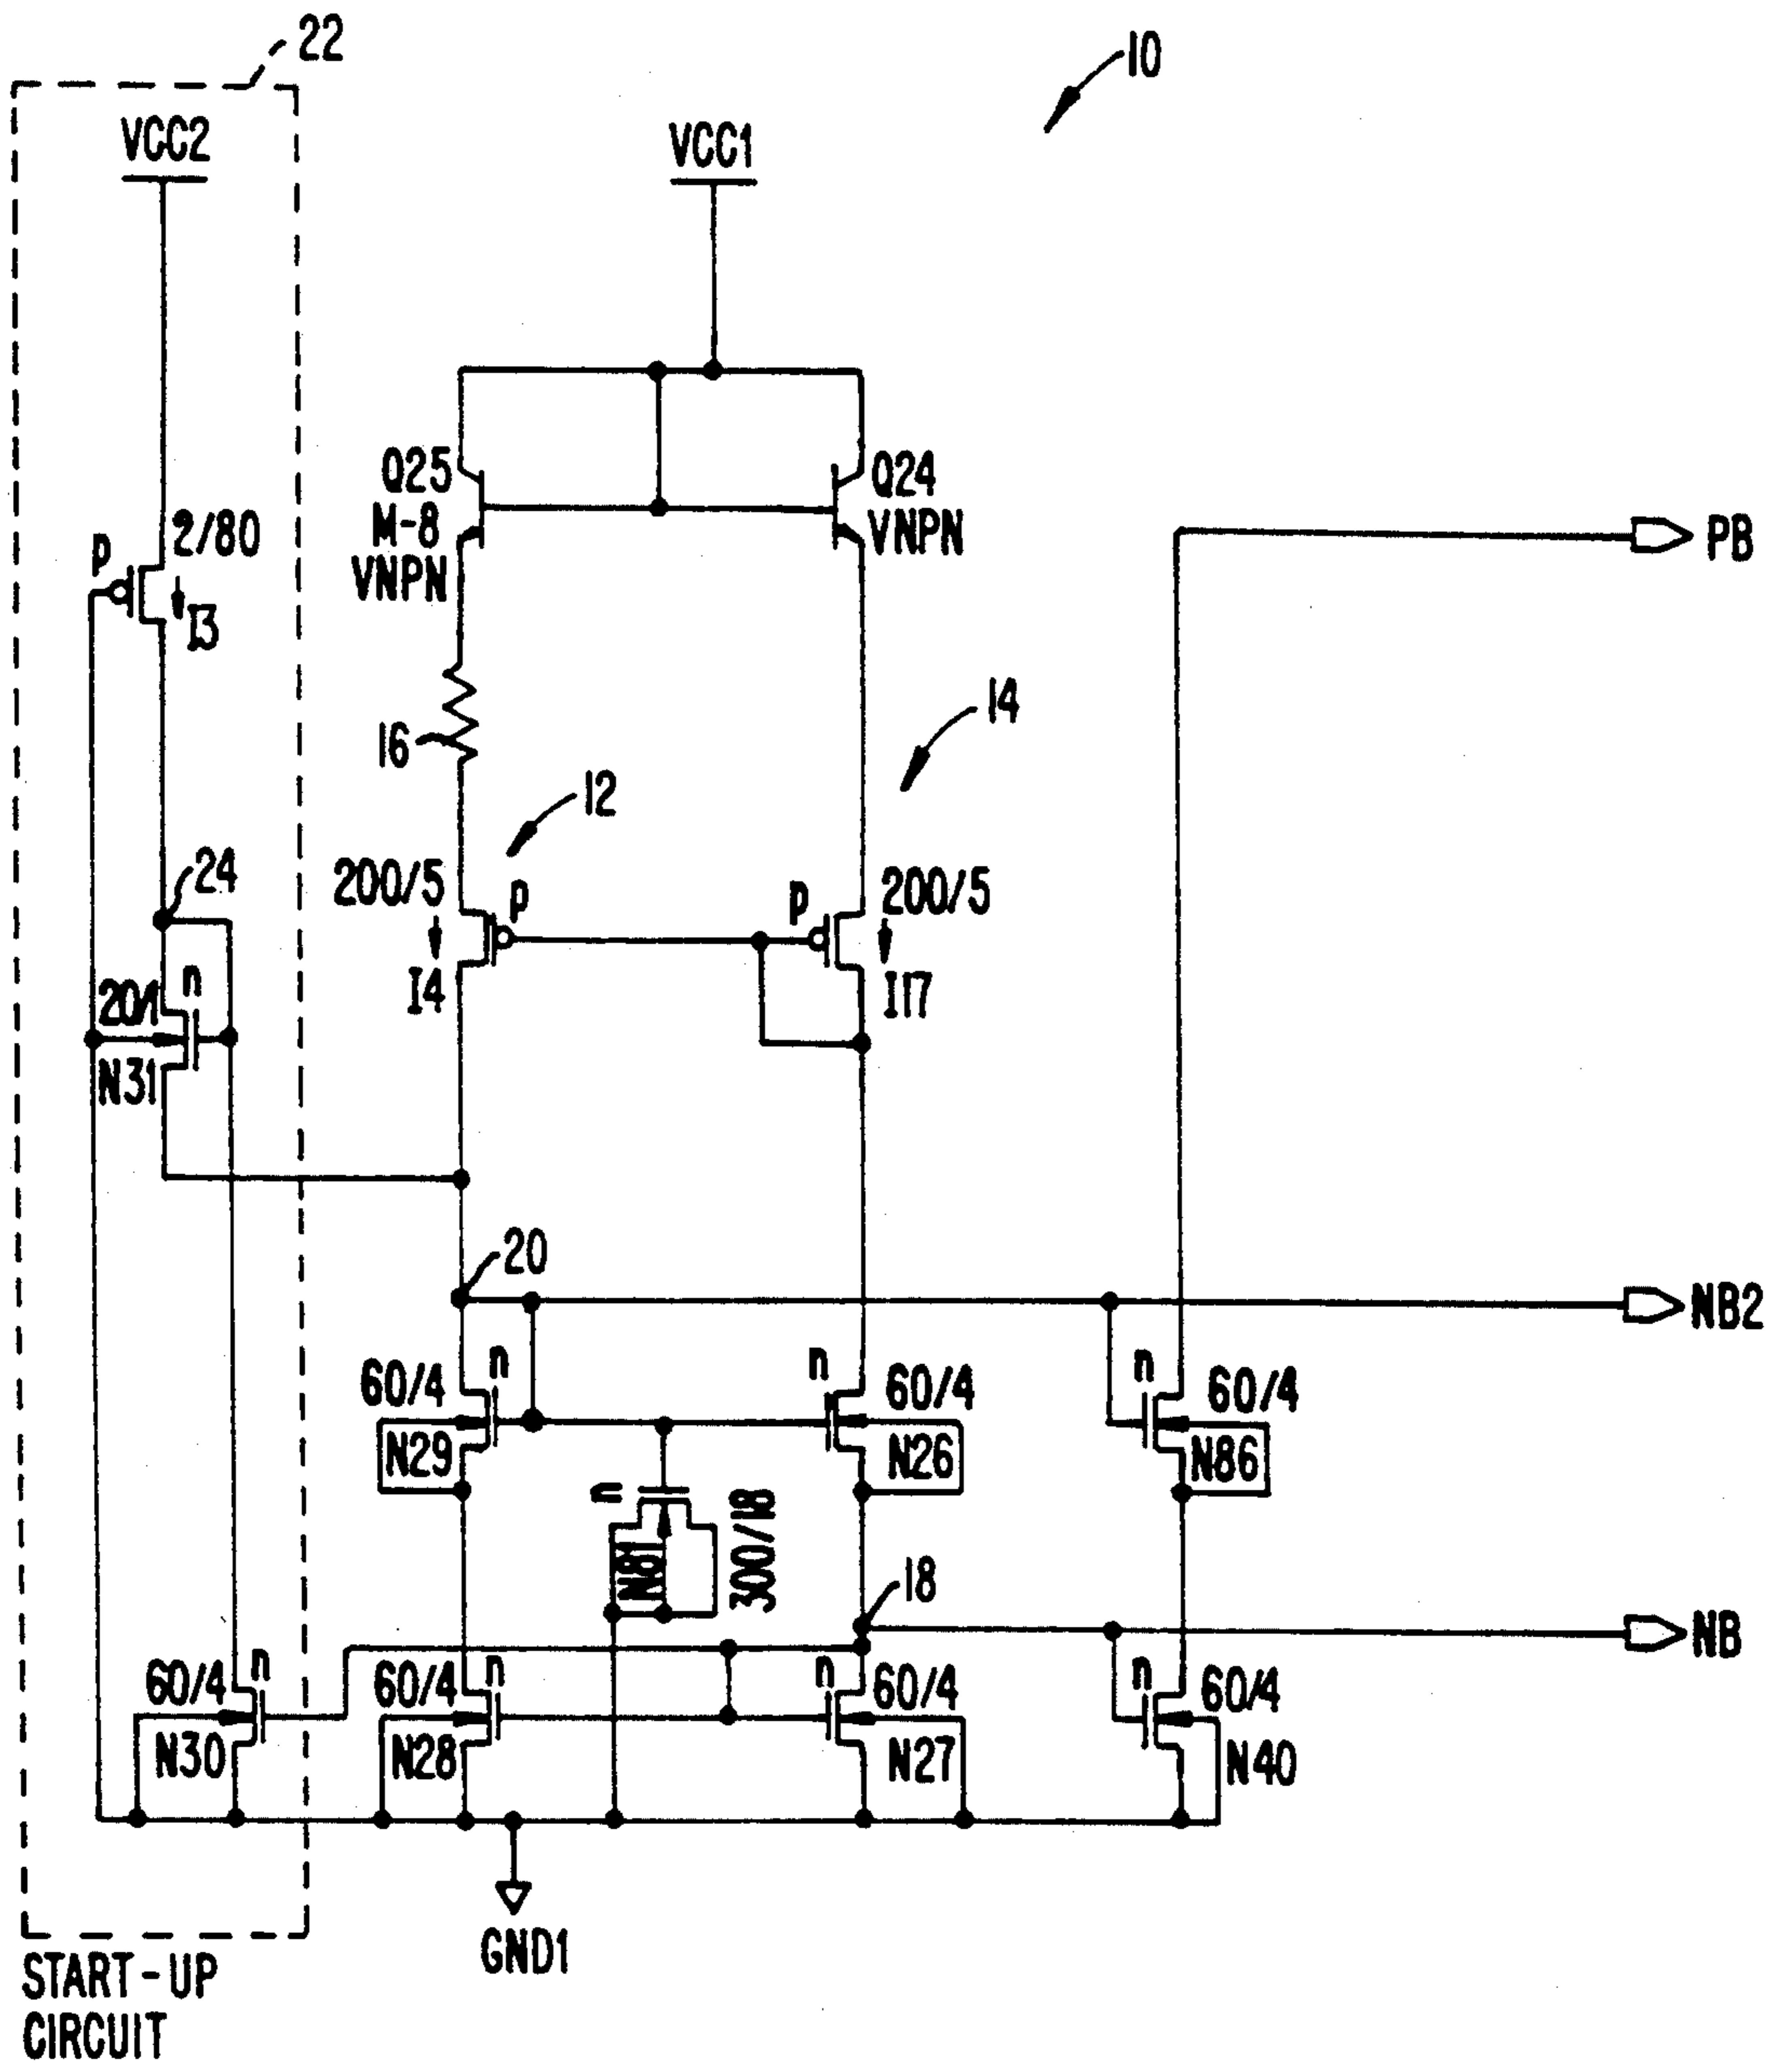 22
10
VCC2
VCC1
Q25
M-8
VNPN
Q24
VNPN
PB
p
2/80
I3
16
14
12
24
200/5
p
I4
p
200/5
I17
20/1
n
N31
20
NB2
60/4
n
N29
n
60/4
N26
n
60/4
N86
n
N81
300/18
18
NB
60/4
n
N30
60/4
n
N28
n
60/4
N27
n
60/4
N40
GND1
START-UP
CIRCUIT